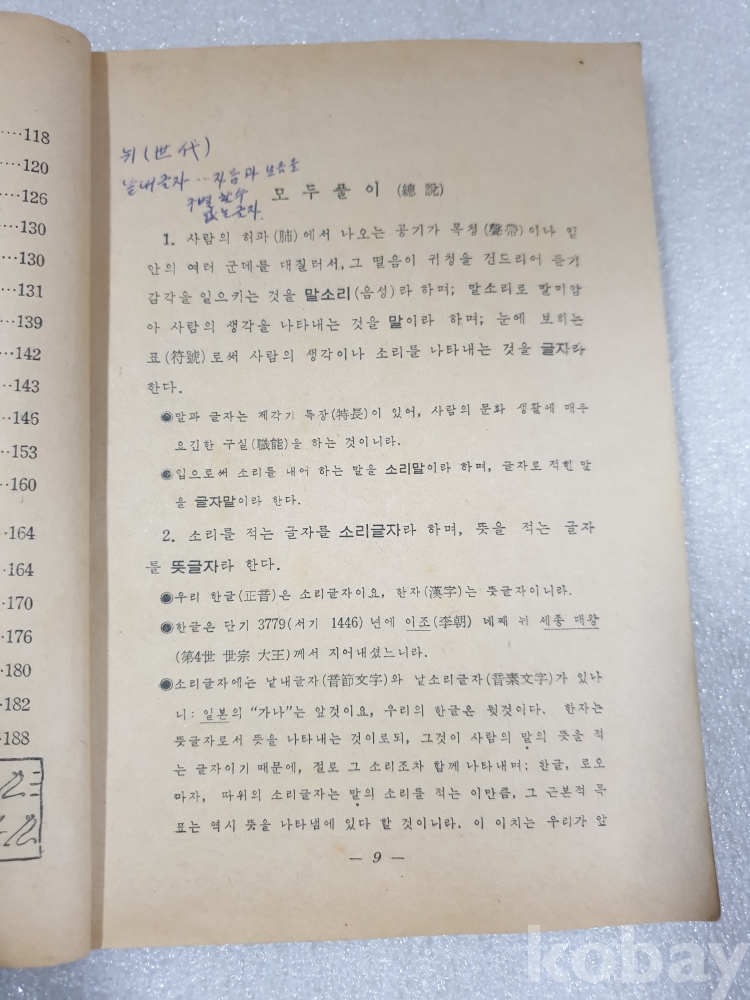 ····118
··120
··126
··130
··130
··131
··139
··142
··143
··146
···153
··160
··164
··164
··170
··176
··180
··182
··188
뉘(世代)
낱내글자 ··· 자음과 모음을
구별 할 수
없는 글자.
모두풀이 (總說)
1. 사람의 허파(肺)에서 나오는 공기가 목청(聲帶)이나 입
안의 여러 군데를 대질러서, 그 떨음이 귀청을 건드리어 듣기
감각을 일으키는 것을 말소리(음성)라 하며; 말소리로 말미암
아 사람의 생각을 나타내는 것을 말이라 하며; 눈에 보히는
표(符號)로써 사람의 생각이나 소리를 나타내는 것을 글자라
한다.
●말과 글자는 제각기 특장(特長)이 있어, 사람의 문화 생활에 매우
요긴한 구실(職能)을 하는 것이니라.
●입으로써 소리를 내어 하는 말을 소리말이라 하며, 글자로 적힌 말
을 글자말이라 한다.
2. 소리를 적는 글자를 소리글자라 하며, 뜻을 적는 글자
를 뜻글자라 한다.
●우리 한글(正音)은 소리글자이요, 한자(漢字)는 뜻글자이니라.
●한글은 단기 3779(서기 1446)년에 이조(李朝) 네째 뉘 세종 대왕
(第4世 世宗 大王)께서 지어내셨느니라.
●소리글자에는 낱내글자(音節文字)와 낱소리글자(音素文字)가 있나
니: 일본의 “가나”는 앞것이요, 우리의 한글은 뒷것이다. 한자는
뜻글자로서 뜻을 나타내는 것이로되, 그것이 사람의 말의 뜻을 적
는 글자이기 때문에, 절로 그 소리조차 함께 나타내며; 한글, 로오
마자, 따위의 소리글자는 말의 소리를 적는 이만큼, 그 근본적 목
표는 역시 뜻을 나타냄에 있다 할 것이니라. 이 이치는 우리가 앞
— 9 —
kobay